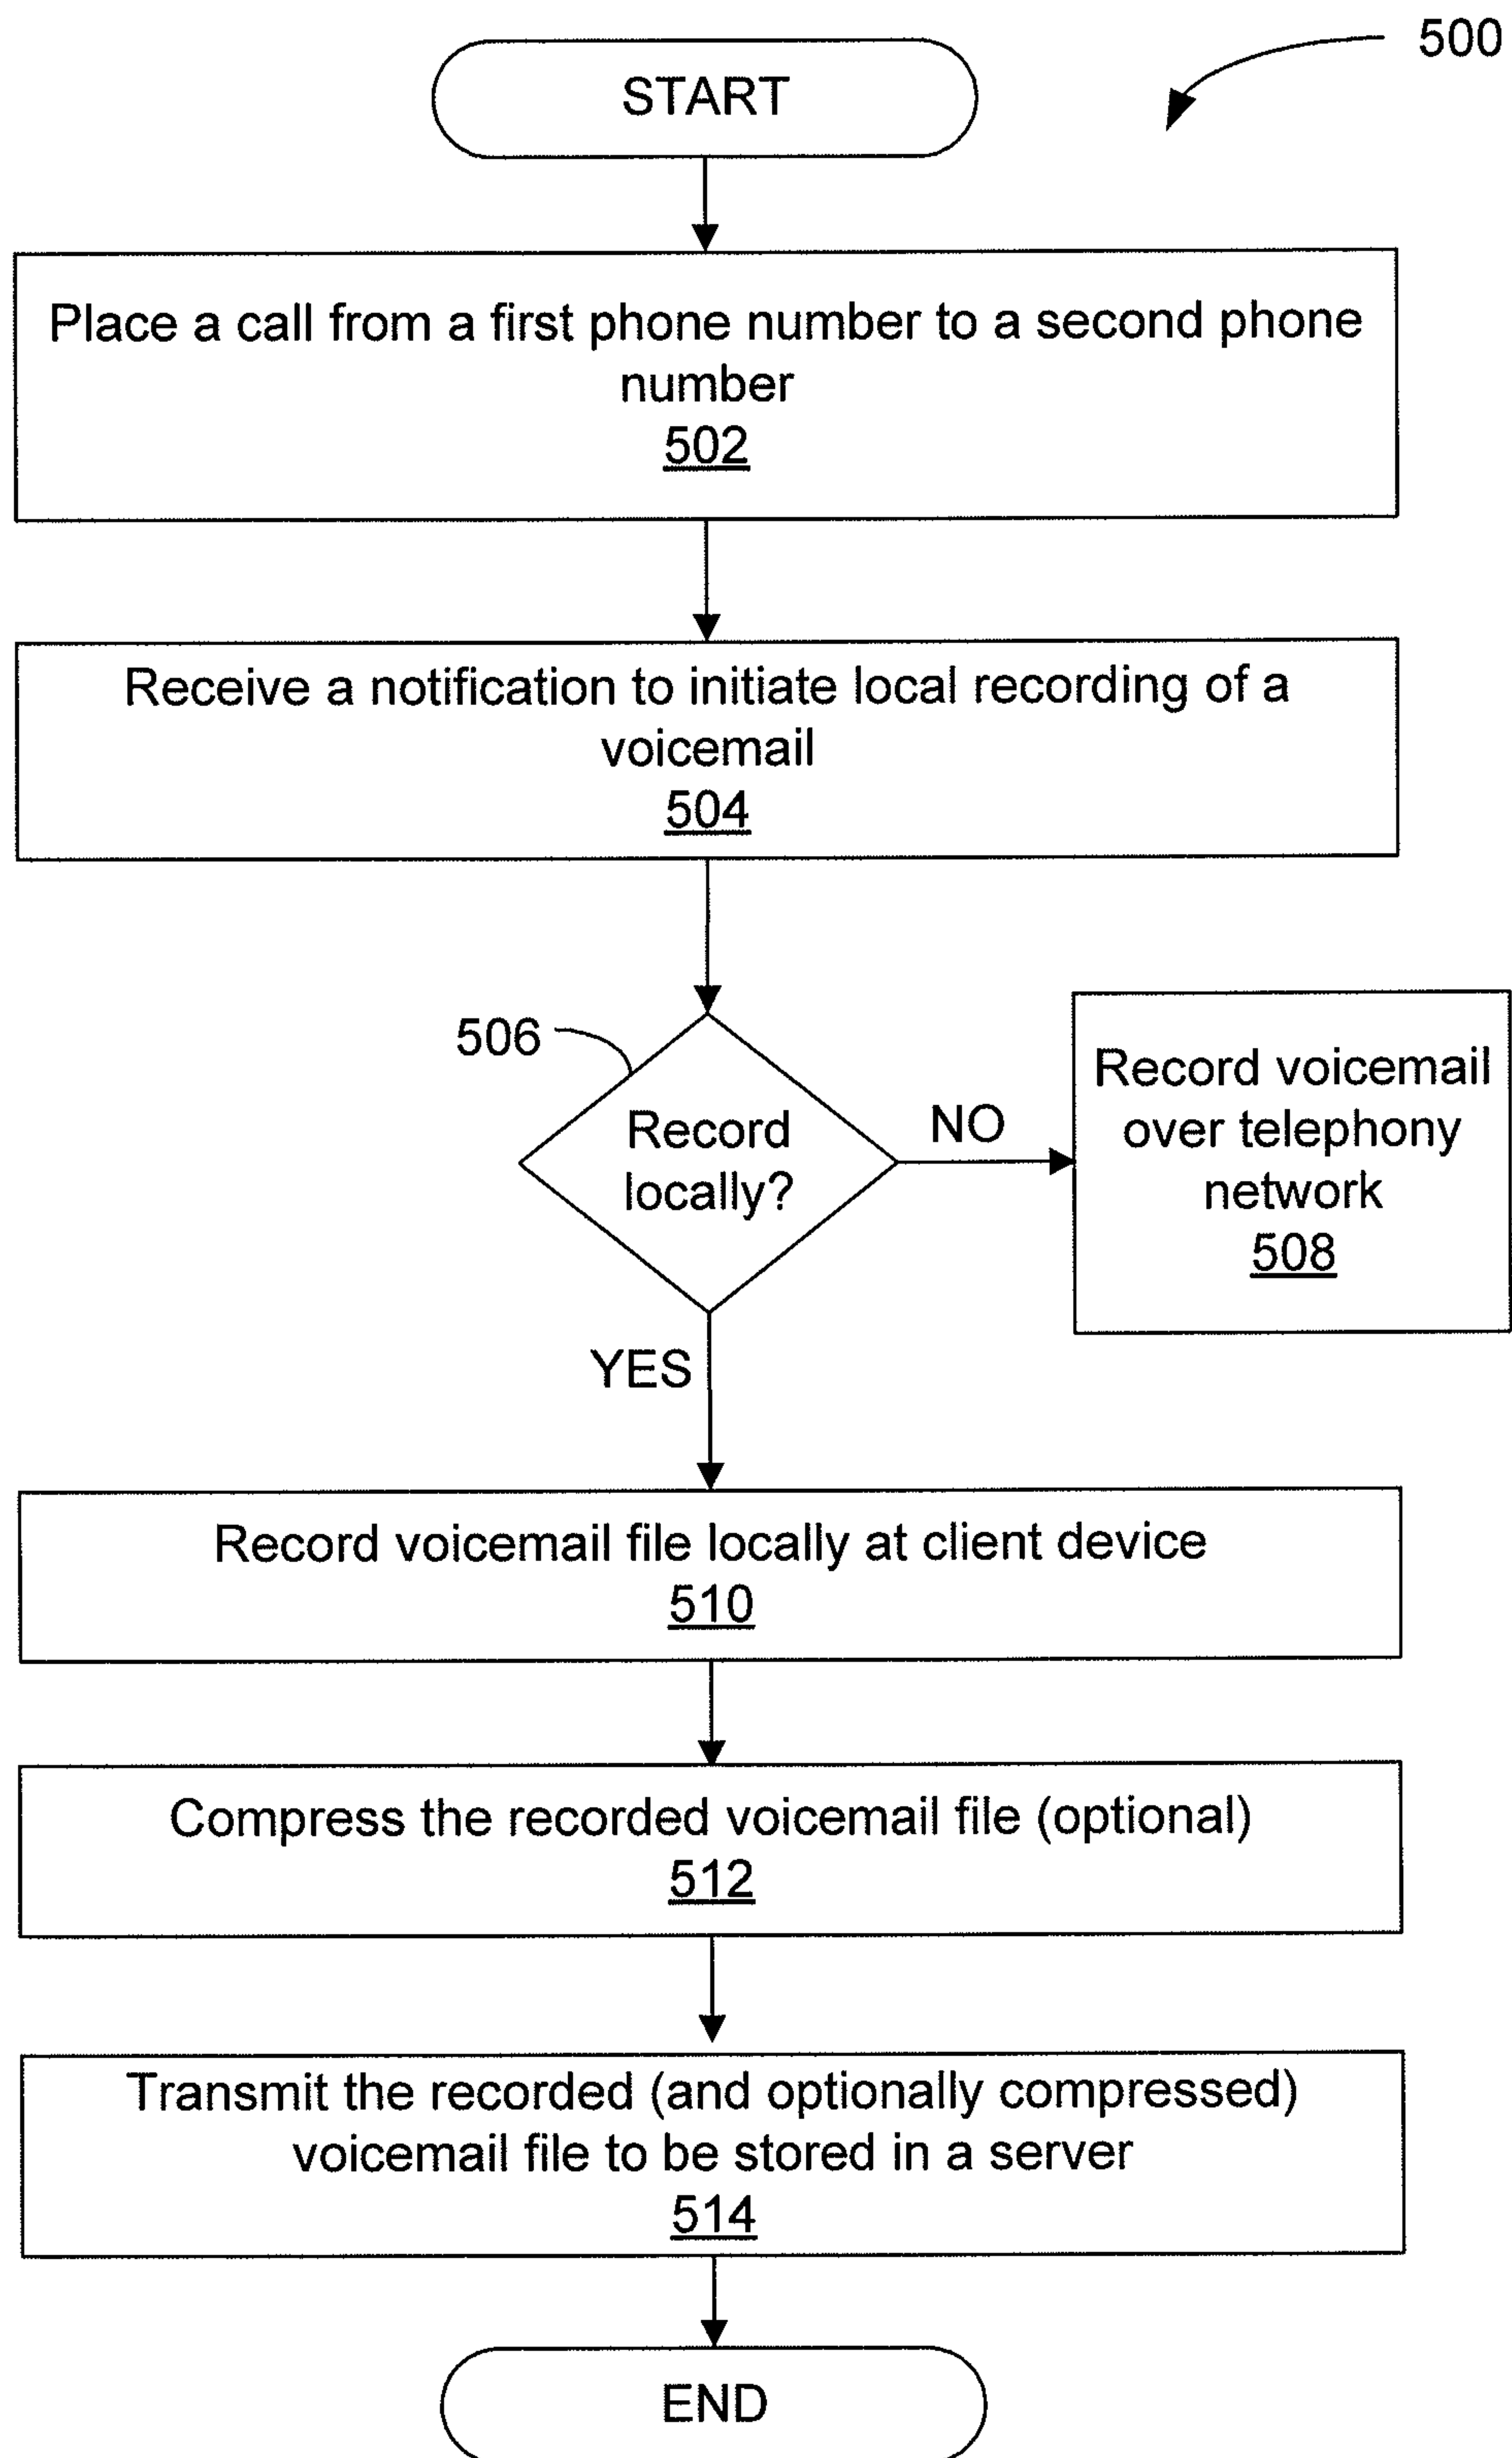 500
START
Place a call from a first phone number to a second phone
number
502
Receive a notification to initiate local recording of a
voicemail
504
506
Record
locally?
NO
Record voicemail
over telephony
network
508
YES
Record voicemail file locally at client device
510
Compress the recorded voicemail file (optional)
512
Transmit the recorded (and optionally compressed)
voicemail file to be stored in a server
514
END